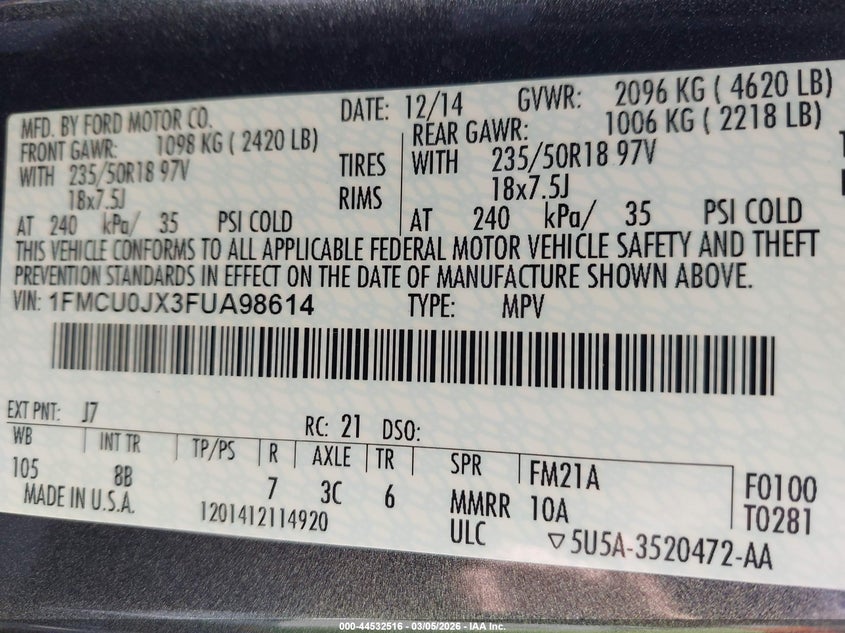 MFD. BY FORD MOTOR CO. DATE: 12/14 GVWR: 2096 KG ( 4620 LB)
FRONT GAWR: 1098 KG ( 2420 LB) REAR GAWR: 1006 KG ( 2218 LB)
WITH 235/50R18 97V TIRES WITH 235/50R18 97V
18x7.5J RIMS 18x7.5J
AT 240 kPa/ 35 PSI COLD AT 240 kPa/ 35 PSI COLD
THIS VEHICLE CONFORMS TO ALL APPLICABLE FEDERAL MOTOR VEHICLE SAFETY AND THEFT
PREVENTION STANDARDS IN EFFECT ON THE DATE OF MANUFACTURE SHOWN ABOVE.
VIN: 1FMCU0JX3FUA98614 TYPE: MPV
EXT PNT: J7 RC: 21 DSO:
WB INT TR TP/PS R AXLE TR SPR FM21A F0100
105 8B 7 3C 6 MMRR 10A T0281
MADE IN U.S.A. 1201412114920 ULC ▽5U5A-3520472-AA
000-44532516 - 03/05/2026 - IAA Inc.